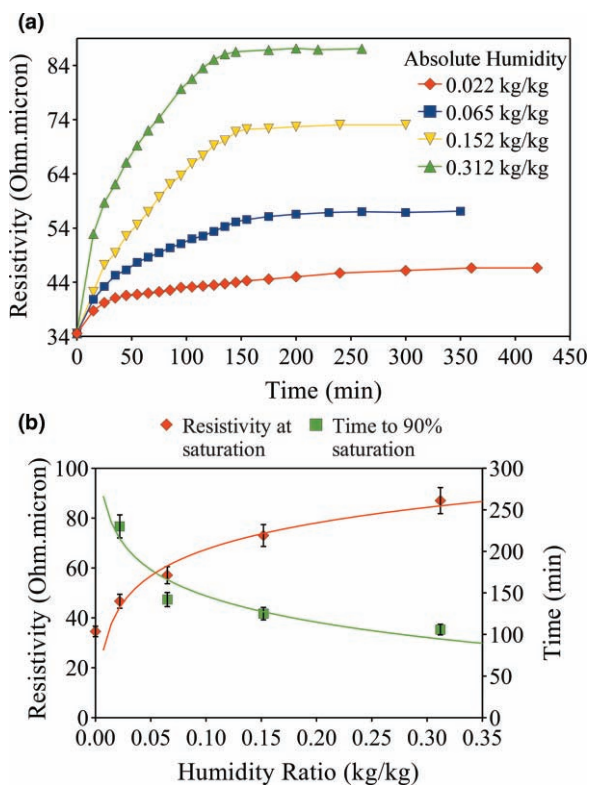 (a)
Absolute Humidity
0.022 kg/kg
0.065 kg/kg
0.152 kg/kg
0.312 kg/kg
Resistivity (Ohm.micron)
84
74
64
54
44
34
0 50 100 150 200 250 300 350 400 450
Time (min)
(b)
Resistivity at saturation
Time to 90% saturation
Resistivity (Ohm.micron)
100
80
60
40
20
0
300
250
200
150
100
50
0
Time (min)
0.00 0.05 0.10 0.15 0.20 0.25 0.30 0.35
Humidity Ratio (kg/kg)